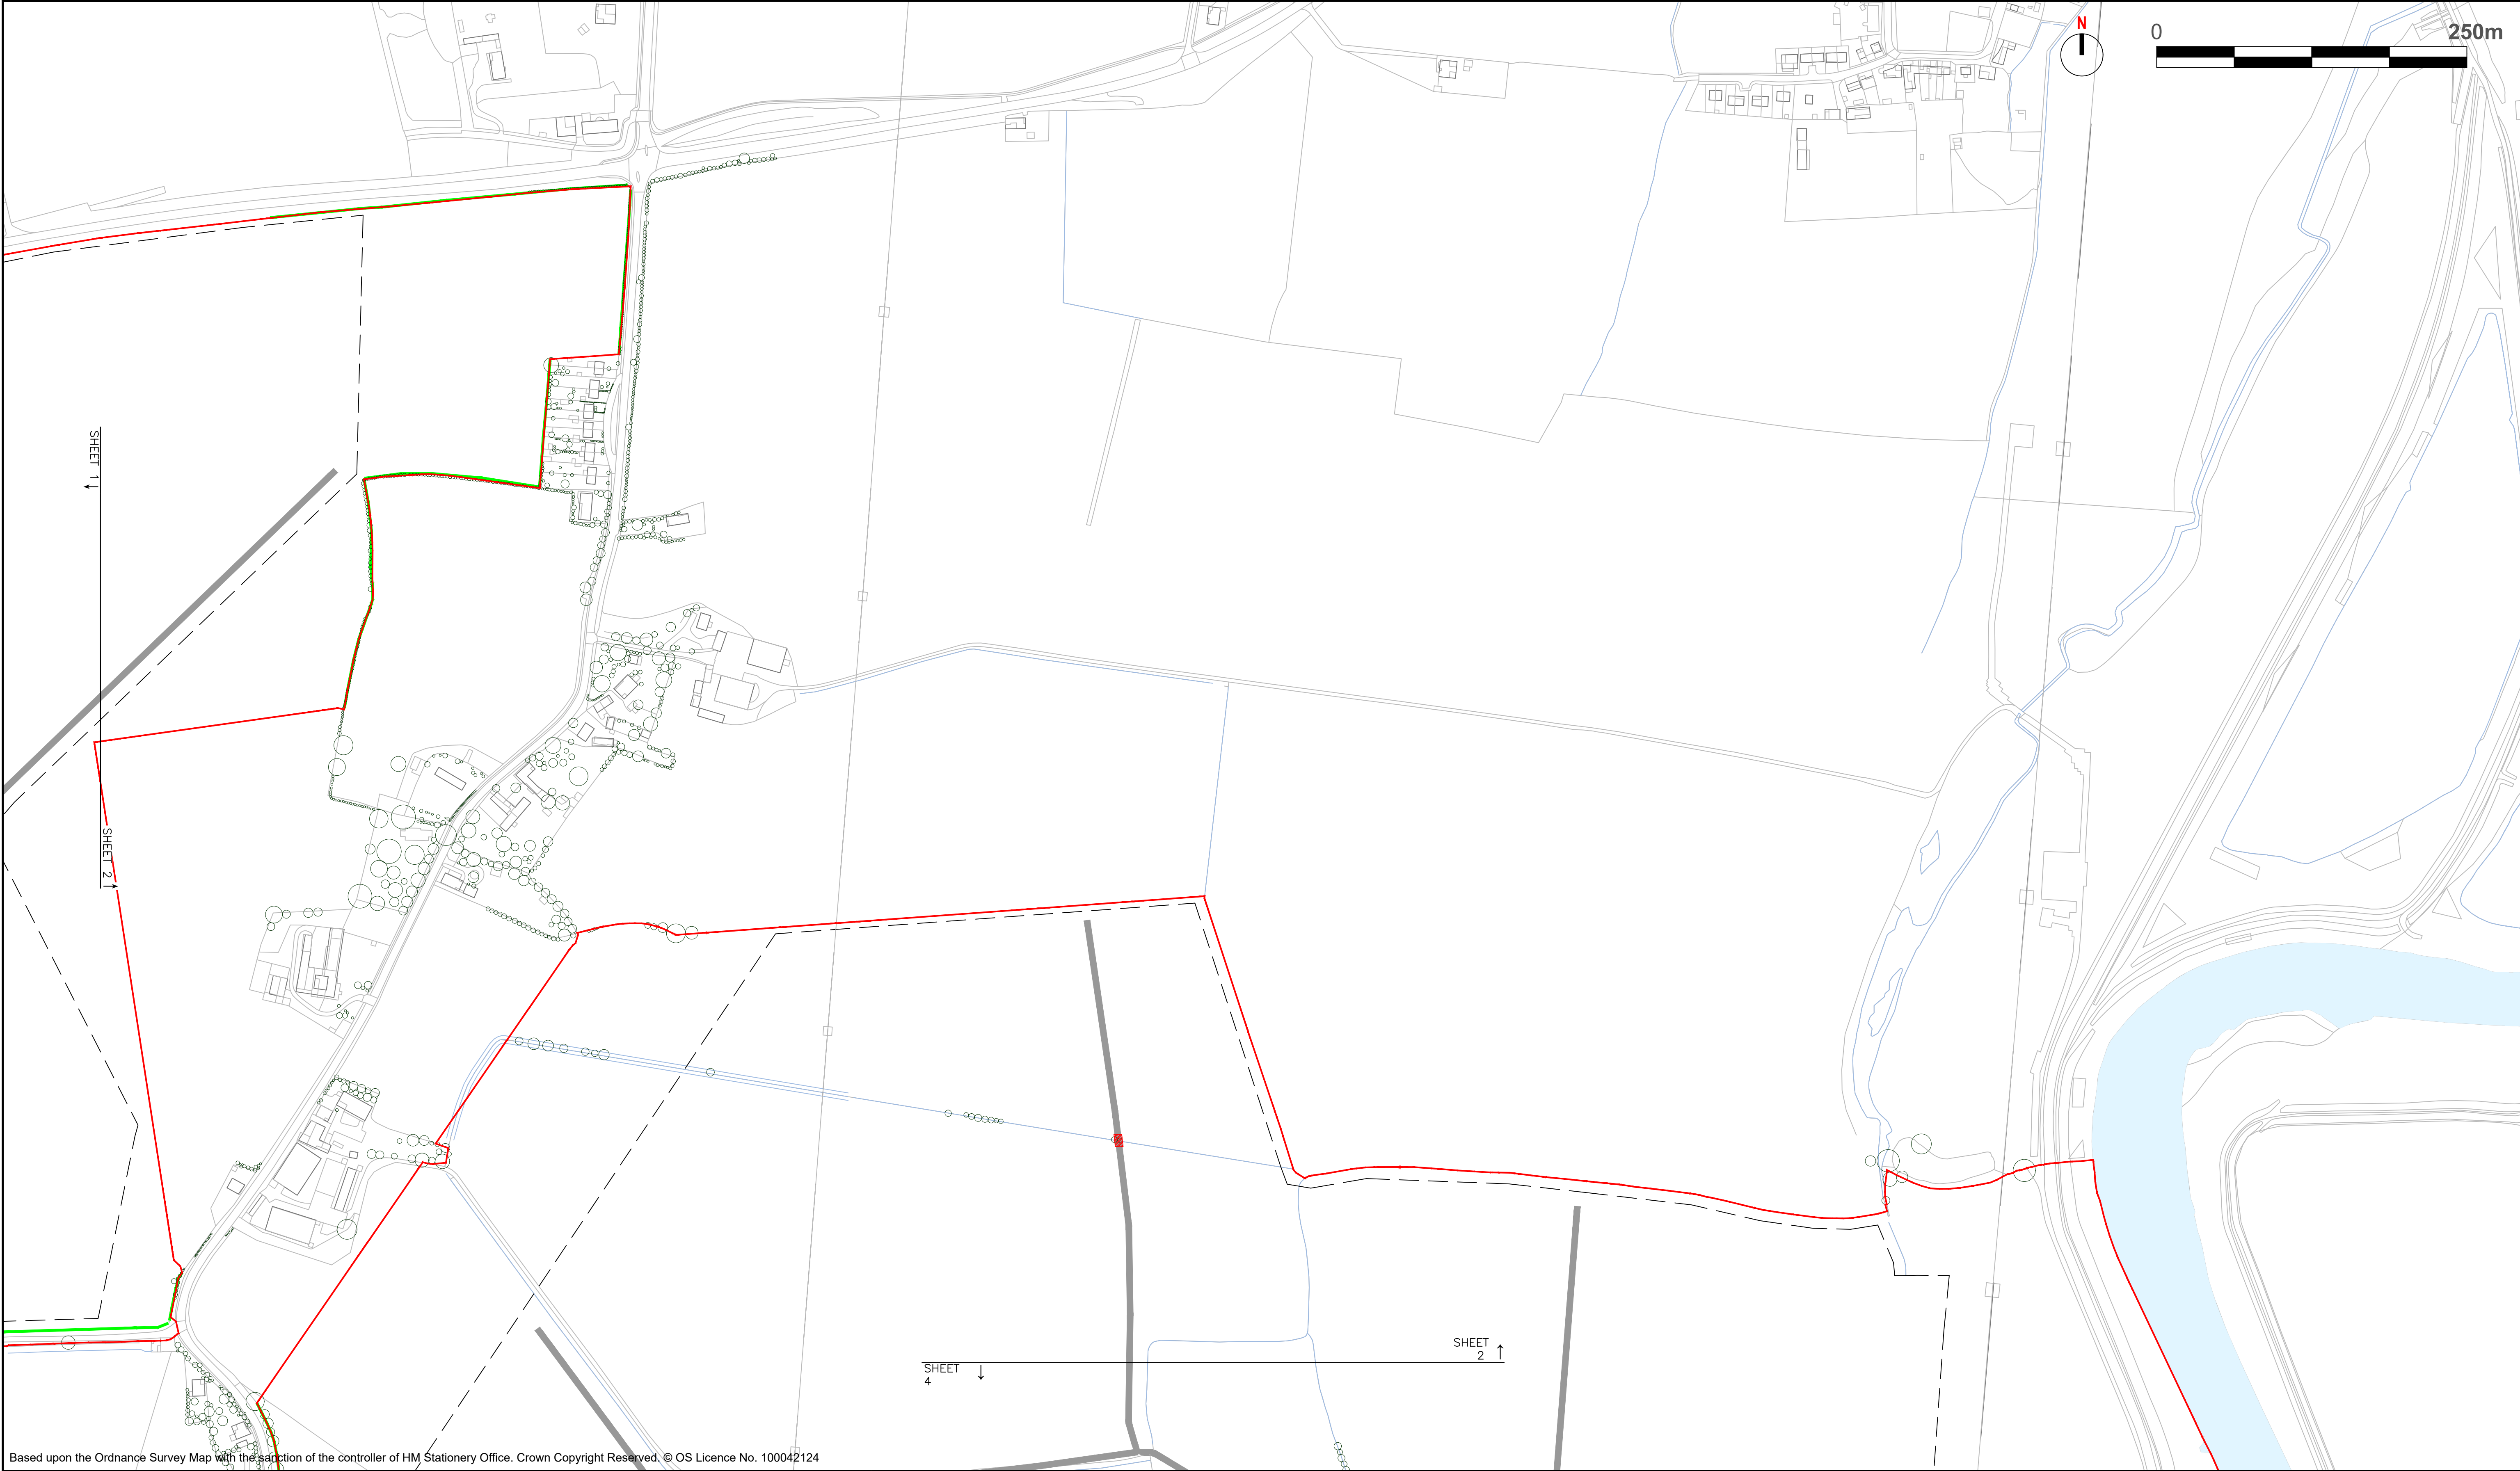 N
0
250m
SHEET 1
SHEET 2
SHEET
2
SHEET
4
Based upon the Ordnance Survey Map with the sanction of the controller of HM Stationery Office. Crown Copyright Reserved. © OS Licence No. 100042124